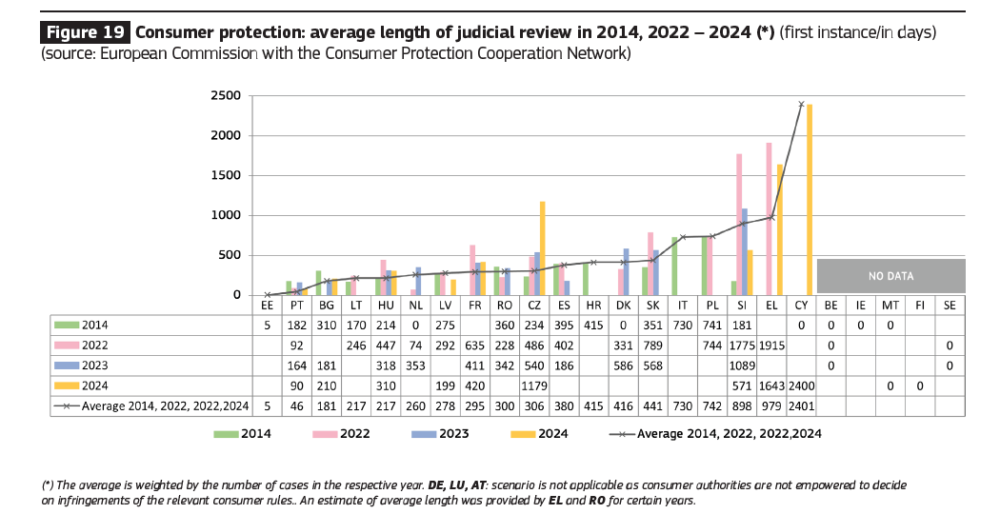 Figure 19 Consumer protection: average length of judicial review in 2014, 2022 – 2024 (*) (first instance/in days)
(source: European Commission with the Consumer Protection Cooperation Network)
2500
2000
1500
1000
500
0
NO DATA
EE PT BG LT HU NL LV FR RO CZ ES HR DK SK IT PL SI EL CY BE IE MT FI SE
2014 5 182 310 170 214 0 275 360 234 395 415 0 351 730 741 181 0 0 0 0
2022 92 246 447 74 292 635 228 486 402 331 789 744 1775 1915 0 0
2023 164 181 318 353 411 342 540 186 586 568 1089 0 0
2024 90 210 310 199 420 1179 571 1643 2400 0 0
Average 2014, 2022, 2022,2024 5 46 181 217 217 260 278 295 300 306 380 415 416 441 730 742 898 979 2401
2014 2022 2023 2024 Average 2014, 2022, 2022,2024
(*) The average is weighted by the number of cases in the respective year. DE, LU, AT: scenario is not applicable as consumer authorities are not empowered to decide
on infringements of the relevant consumer rules.. An estimate of average length was provided by EL and RO for certain years.